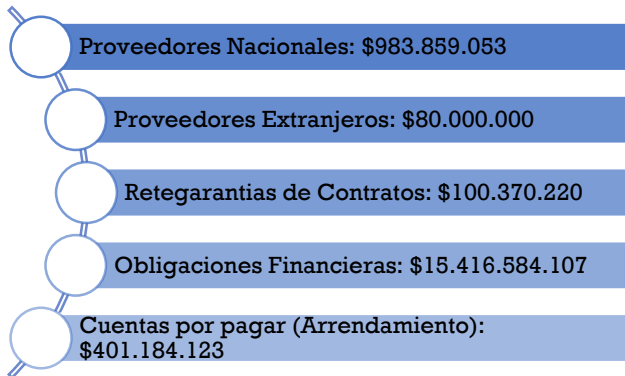 Proveedores Nacionales: $983.859.053
Proveedores Extranjeros: $80.000.000
Retegarantias de Contratos: $100.370.220
Obligaciones Financieras: $15.416.584.107
Cuentas por pagar (Arrendamiento):
$401.184.123